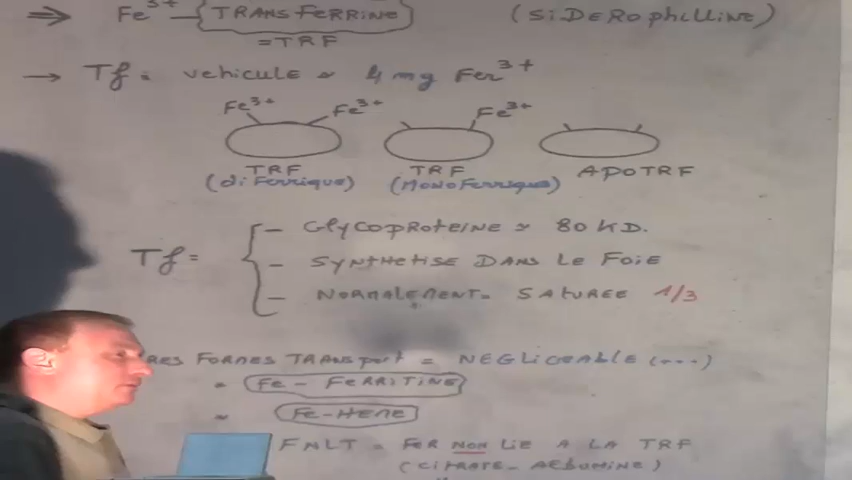 ⇒ Fe3+ — TRANSFERRINE (SiDEROphilliNE)
= TRF
→ Tf : vehicule ≈ 4 mg Fer3+
Fe3+ Fe3+ Fe3+
TRF TRF APOTRF
(diFerrique) (MONOFerrique)
Tf = - GlyCOPROTEiNE ≈ 80 KD.
- SYNTHETISE DANS LE FOIE
- NORMALEMENT = SATUREE 1/3
RES FORMES TRANSport = NEGLIGEABLE (...)
* Fe - FERRITINE
* Fe-HEME
FNLT = FER NON LIE A LA TRF
(CITRATE - ALBUMINE)